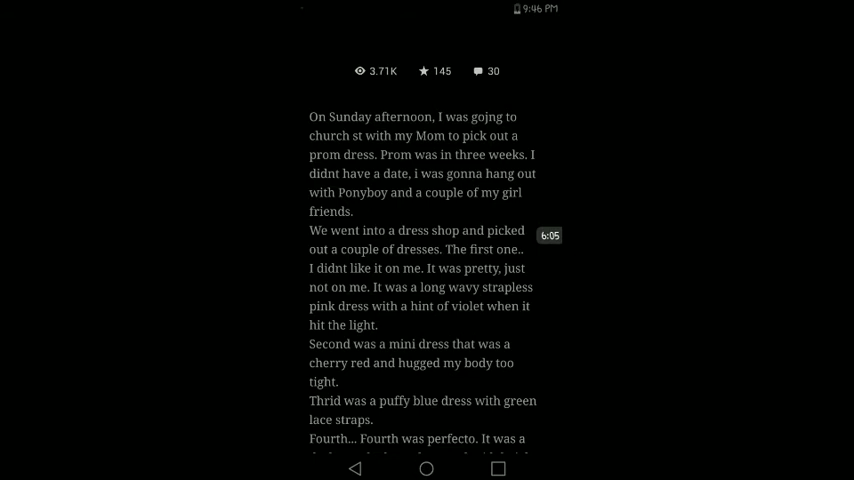 9:46 PM
3.71K 145 30
On Sunday afternoon, I was gojng to
church st with my Mom to pick out a
prom dress. Prom was in three weeks. I
didnt have a date, i was gonna hang out
with Ponyboy and a couple of my girl
friends.
We went into a dress shop and picked
6:05
out a couple of dresses. The first one..
I didnt like it on me. It was pretty, just
not on me. It was a long wavy strapless
pink dress with a hint of violet when it
hit the light.
Second was a mini dress that was a
cherry red and hugged my body too
tight.
Thrid was a puffy blue dress with green
lace straps.
Fourth... Fourth was perfecto. It was a